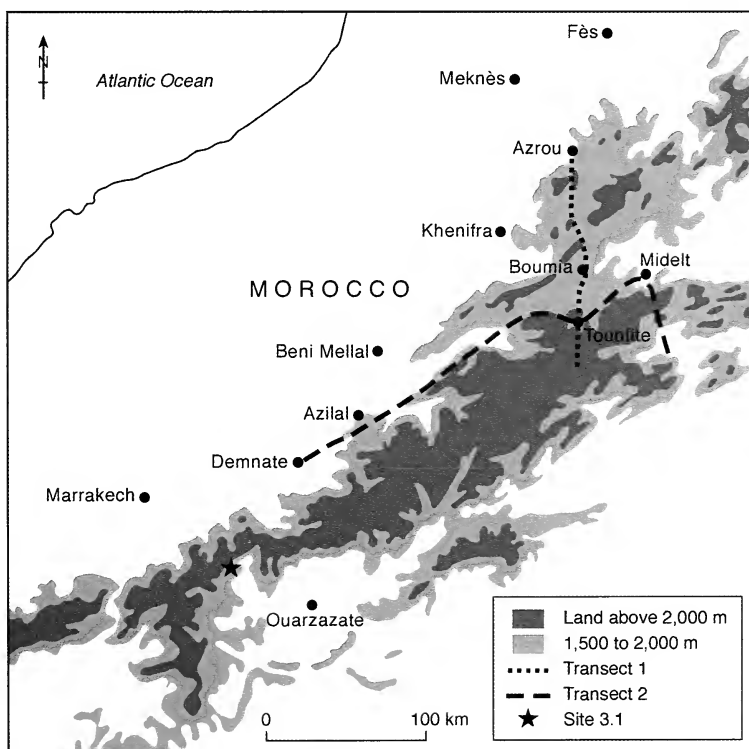 Fès
N
Atlantic Ocean
Meknès
Azrou
Khenifra
Boumia
Midelt
MOROCCO
Tounfite
Beni Mellal
Azilal
Demnate
Marrakech
Ouarzazate
Land above 2,000 m
1,500 to 2,000 m
Transect 1
Transect 2
Site 3.1
0 100 km